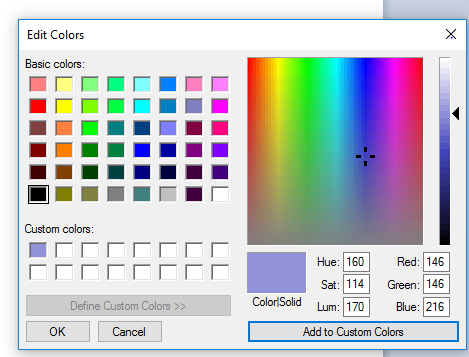 Edit Colors
Basic colors:
Custom colors:
Define Custom Colors >>
OK Cancel
Hue: 160 Red: 146
Sat: 114 Green: 146
Color|Solid Lum: 170 Blue: 216
Add to Custom Colors